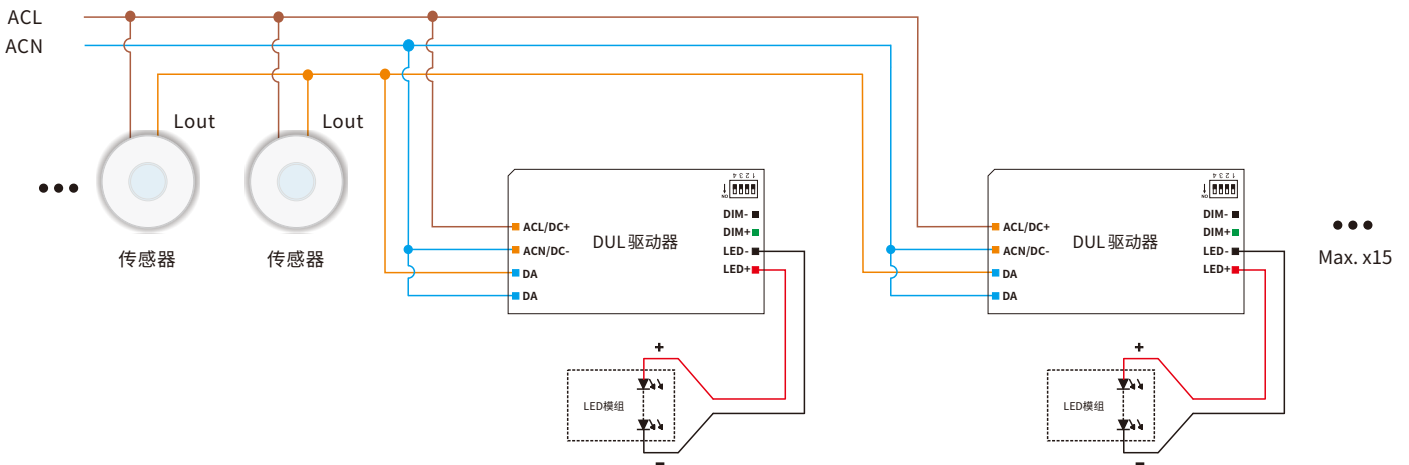 ACL
ACN
Lout
Lout
传感器
传感器
1 2 3 4
ON
ACL/DC+
ACN/DC-
DA
DA
DUL 驱动器
DIM-
DIM+
LED-
LED+
+
LED模组
-
1 2 3 4
ON
ACL/DC+
ACN/DC-
DA
DA
DUL 驱动器
DIM-
DIM+
LED-
LED+
+
LED模组
-
Max. x15